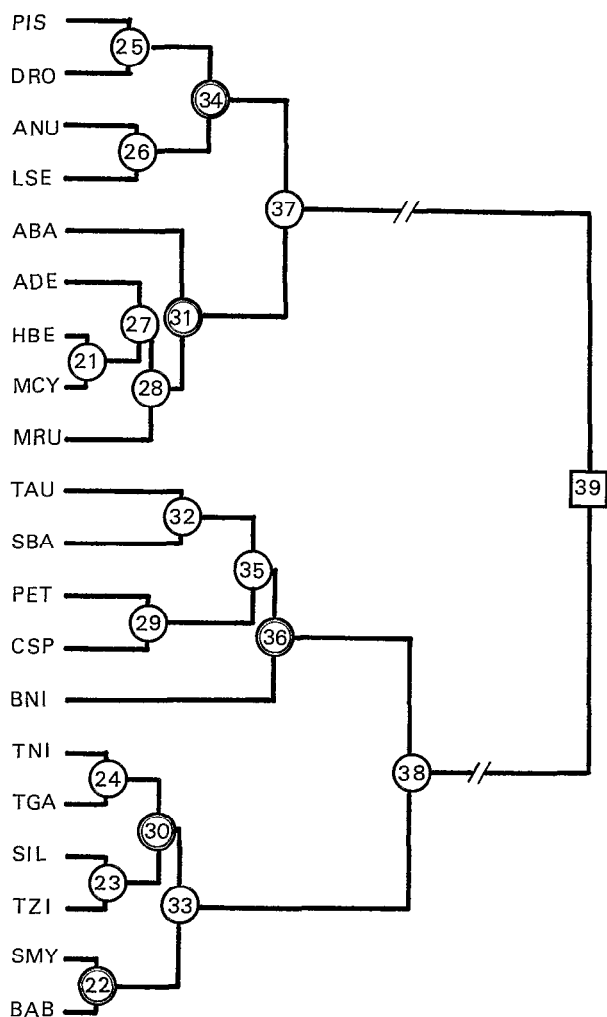 PIS
25
DRO
34
ANU
26
LSE
37
ABA
ADE
27
31
HBE
21
MCY
28
MRU
TAU
39
32
SBA
35
PET
29
36
CSP
BNI
TNI
24
38
TGA
30
SIL
23
33
TZI
SMY
22
BAB